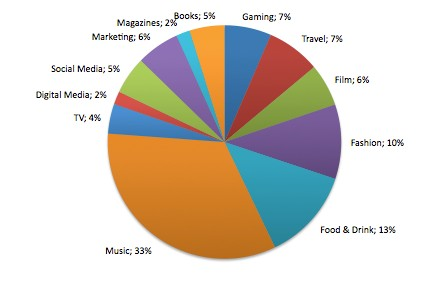 Gaming; 7%
Travel; 7%
Film; 6%
Fashion; 10%
Food & Drink; 13%
Music; 33%
TV; 4%
Digital Media; 2%
Social Media; 5%
Marketing; 6%
Magazines; 2%
Books; 5%